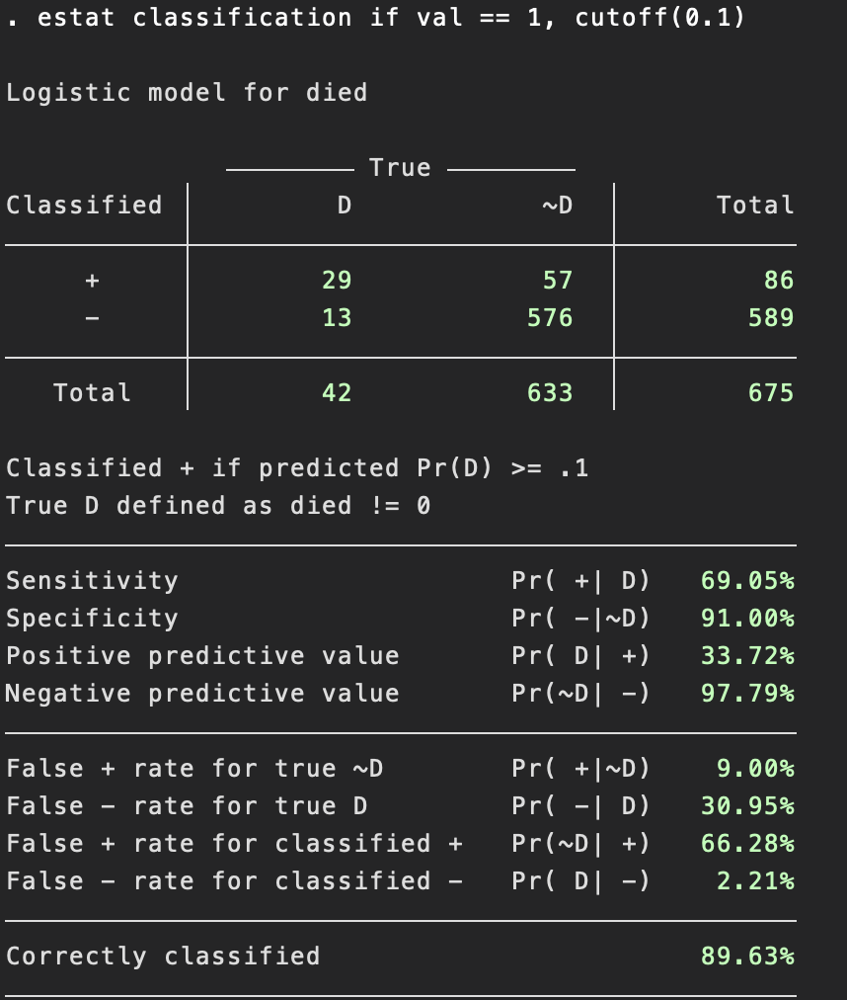 . estat classification if val == 1, cutoff(0.1)
Logistic model for died
True
Classified D ~D Total
+ 29 57 86
− 13 576 589
Total 42 633 675
Classified + if predicted Pr(D) >= .1
True D defined as died != 0
Sensitivity Pr( +| D) 69.05%
Specificity Pr( −|~D) 91.00%
Positive predictive value Pr( D| +) 33.72%
Negative predictive value Pr(~D| −) 97.79%
False + rate for true ~D Pr( +|~D) 9.00%
False − rate for true D Pr( −| D) 30.95%
False + rate for classified + Pr(~D| +) 66.28%
False − rate for classified − Pr( D| −) 2.21%
Correctly classified 89.63%